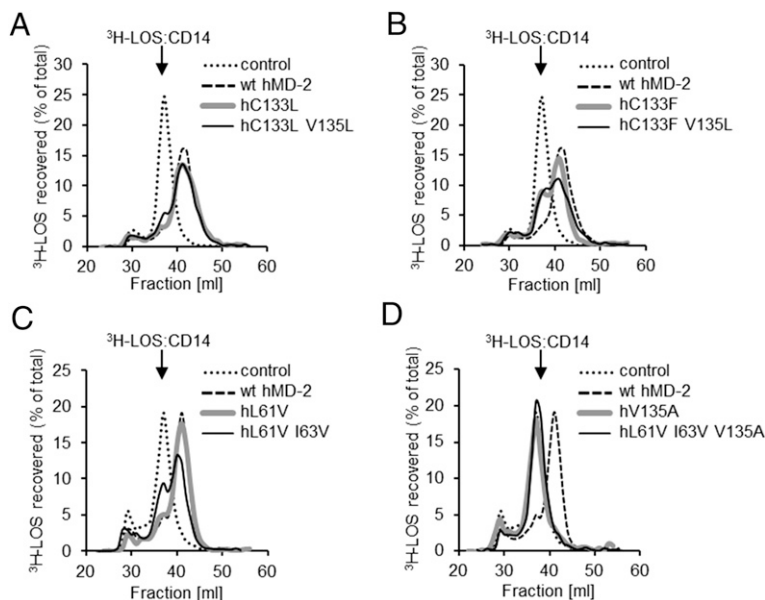 A
³H-LOS:CD14
control
wt hMD-2
hC133L
hC133L V135L
³H-LOS recovered (% of total)
30
25
20
15
10
5
0
20 30 40 50 60
Fraction [ml]
B
³H-LOS:CD14
control
wt hMD-2
hC133F
hC133F V135L
³H-LOS recovered (% of total)
30
25
20
15
10
5
0
20 30 40 50 60
Fraction [ml]
C
³H-LOS:CD14
control
wt hMD-2
hL61V
hL61V I63V
³H-LOS recovered (% of total)
25
20
15
10
5
0
20 30 40 50 60
Fraction [ml]
D
³H-LOS:CD14
control
wt hMD-2
hV135A
hL61V I63V V135A
³H-LOS recovered (% of total)
25
20
15
10
5
0
20 30 40 50 60
Fraction [ml]